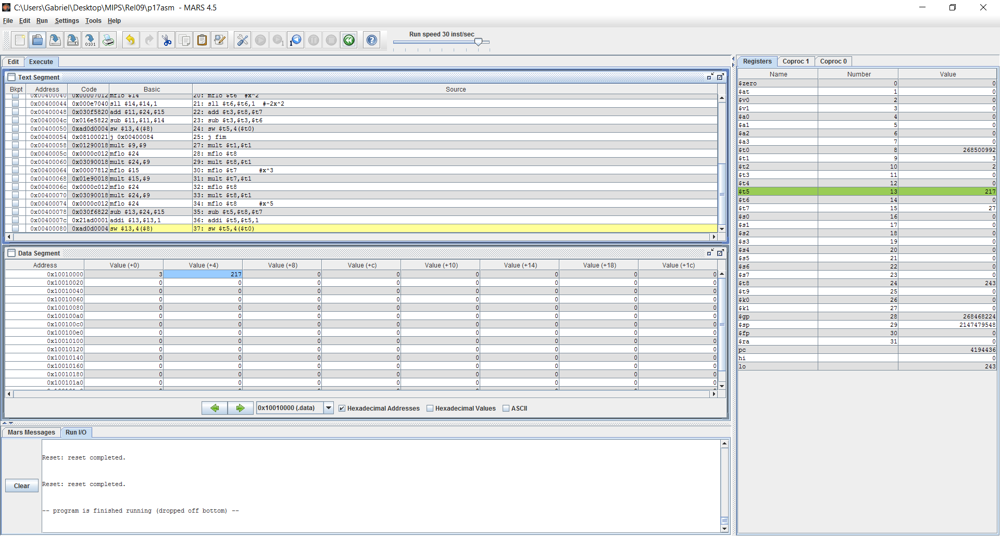 C:\Users\Gabriel\Desktop\MIPS\Rel09\p17asm - MARS 4.5
File Edit Run Settings Tools Help
Run speed 30 inst/sec
Edit Execute
Text Segment
Bkpt Address Code Basic Source
0x00400040 0x00007012 mflo $14 20: mflo $t6 #x^2
0x00400044 0x000e7040 sll $14,$14,1 21: sll $t6,$t6,1 #-2x^2
0x00400048 0x030f5820 add $11,$24,$15 22: add $t3,$t8,$t7
0x0040004c 0x016e5822 sub $11,$11,$14 23: sub $t3,$t3,$t6
0x00400050 0xad0d0004 sw $13,4($8) 24: sw $t5,4($t0)
0x00400054 0x08100021 j 0x00400084 25: j fim
0x00400058 0x01290018 mult $9,$9 27: mult $t1,$t1
0x0040005c 0x0000c012 mflo $24 28: mflo $t8
0x00400060 0x03090018 mult $24,$9 29: mult $t8,$t1
0x00400064 0x00007812 mflo $15 30: mflo $t7 #x^3
0x00400068 0x01e90018 mult $15,$9 31: mult $t7,$t1
0x0040006c 0x0000c012 mflo $24 32: mflo $t8
0x00400070 0x03090018 mult $24,$9 33: mult $t8,$t1
0x00400074 0x0000c012 mflo $24 34: mflo $t8 #x^5
0x00400078 0x030f6822 sub $13,$24,$15 35: sub $t5,$t8,$t7
0x0040007c 0x21ad0001 addi $13,$13,1 36: addi $t5,$t5,1
0x00400080 0xad0d0004 sw $13,4($8) 37: sw $t5,4($t0)
Data Segment
Address Value (+0) Value (+4) Value (+8) Value (+c) Value (+10) Value (+14) Value (+18) Value (+1c)
0x10010000 3 217 0 0 0 0 0 0
0x10010020 0 0 0 0 0 0 0 0
0x10010040 0 0 0 0 0 0 0 0
0x10010060 0 0 0 0 0 0 0 0
0x10010080 0 0 0 0 0 0 0 0
0x100100a0 0 0 0 0 0 0 0 0
0x100100c0 0 0 0 0 0 0 0 0
0x100100e0 0 0 0 0 0 0 0 0
0x10010100 0 0 0 0 0 0 0 0
0x10010120 0 0 0 0 0 0 0 0
0x10010140 0 0 0 0 0 0 0 0
0x10010160 0 0 0 0 0 0 0 0
0x10010180 0 0 0 0 0 0 0 0
0x100101a0 0 0 0 0 0 0 0 0
0x10010000 (.data) Hexadecimal Addresses Hexadecimal Values ASCII
Mars Messages Run I/O
Clear
Reset: reset completed.
Reset: reset completed.
-- program is finished running (dropped off bottom) --
Registers Coproc 1 Coproc 0
Name Number Value
$zero 0 0
$at 1 0
$v0 2 0
$v1 3 0
$a0 4 0
$a1 5 0
$a2 6 0
$a3 7 0
$t0 8 268500992
$t1 9 3
$t2 10 2
$t3 11 0
$t4 12 0
$t5 13 217
$t6 14 0
$t7 15 27
$s0 16 0
$s1 17 0
$s2 18 0
$s3 19 0
$s4 20 0
$s5 21 0
$s6 22 0
$s7 23 0
$t8 24 243
$t9 25 0
$k0 26 0
$k1 27 0
$gp 28 268468224
$sp 29 2147479548
$fp 30 0
$ra 31 0
pc 4194436
hi 0
lo 243